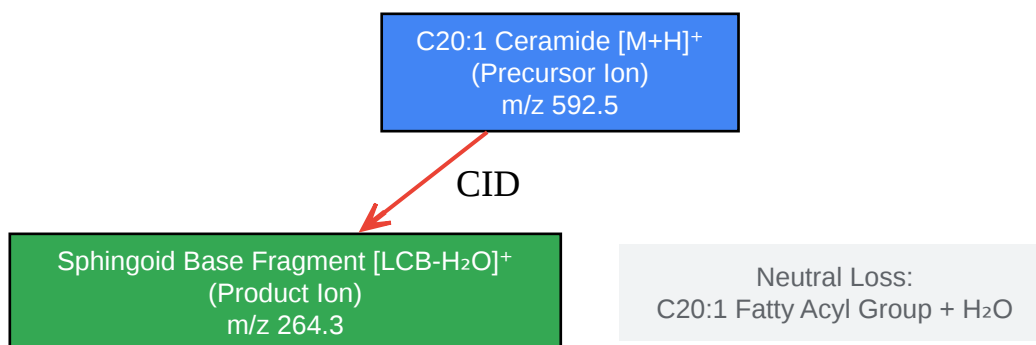 C20:1 Ceramide [M+H]⁺
(Precursor Ion)
m/z 592.5
CID
Sphingoid Base Fragment [LCB-H₂O]⁺
(Product Ion)
m/z 264.3
Neutral Loss:
C20:1 Fatty Acyl Group + H₂O